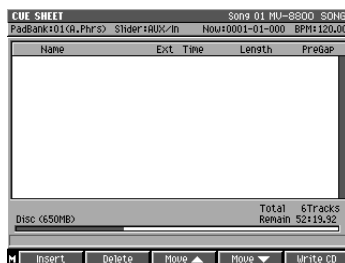 CUE SHEET Song 01 MV-8800 SONG
PadBank:01(A.Phrs) Slider:AUX/In Now:0001-01-000 BPM:120.00
Name Ext Time Length PreGap
Total 6Tracks
Disc (650MB) Remain 52:19.92
M Insert Delete Move ▲ Move ▼ Write CD